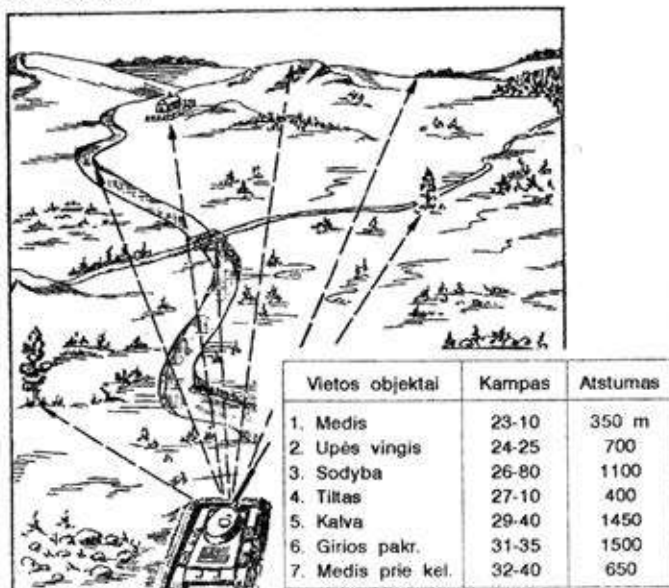 Vietos objektai Kampas Atstumas
1. Medis 23-10 350 m
2. Upės vingis 24-25 700
3. Sodyba 26-80 1100
4. Tiltas 27-10 400
5. Kalva 29-40 1450
6. Girios pakr. 31-35 1500
7. Medis prie kel. 32-40 650